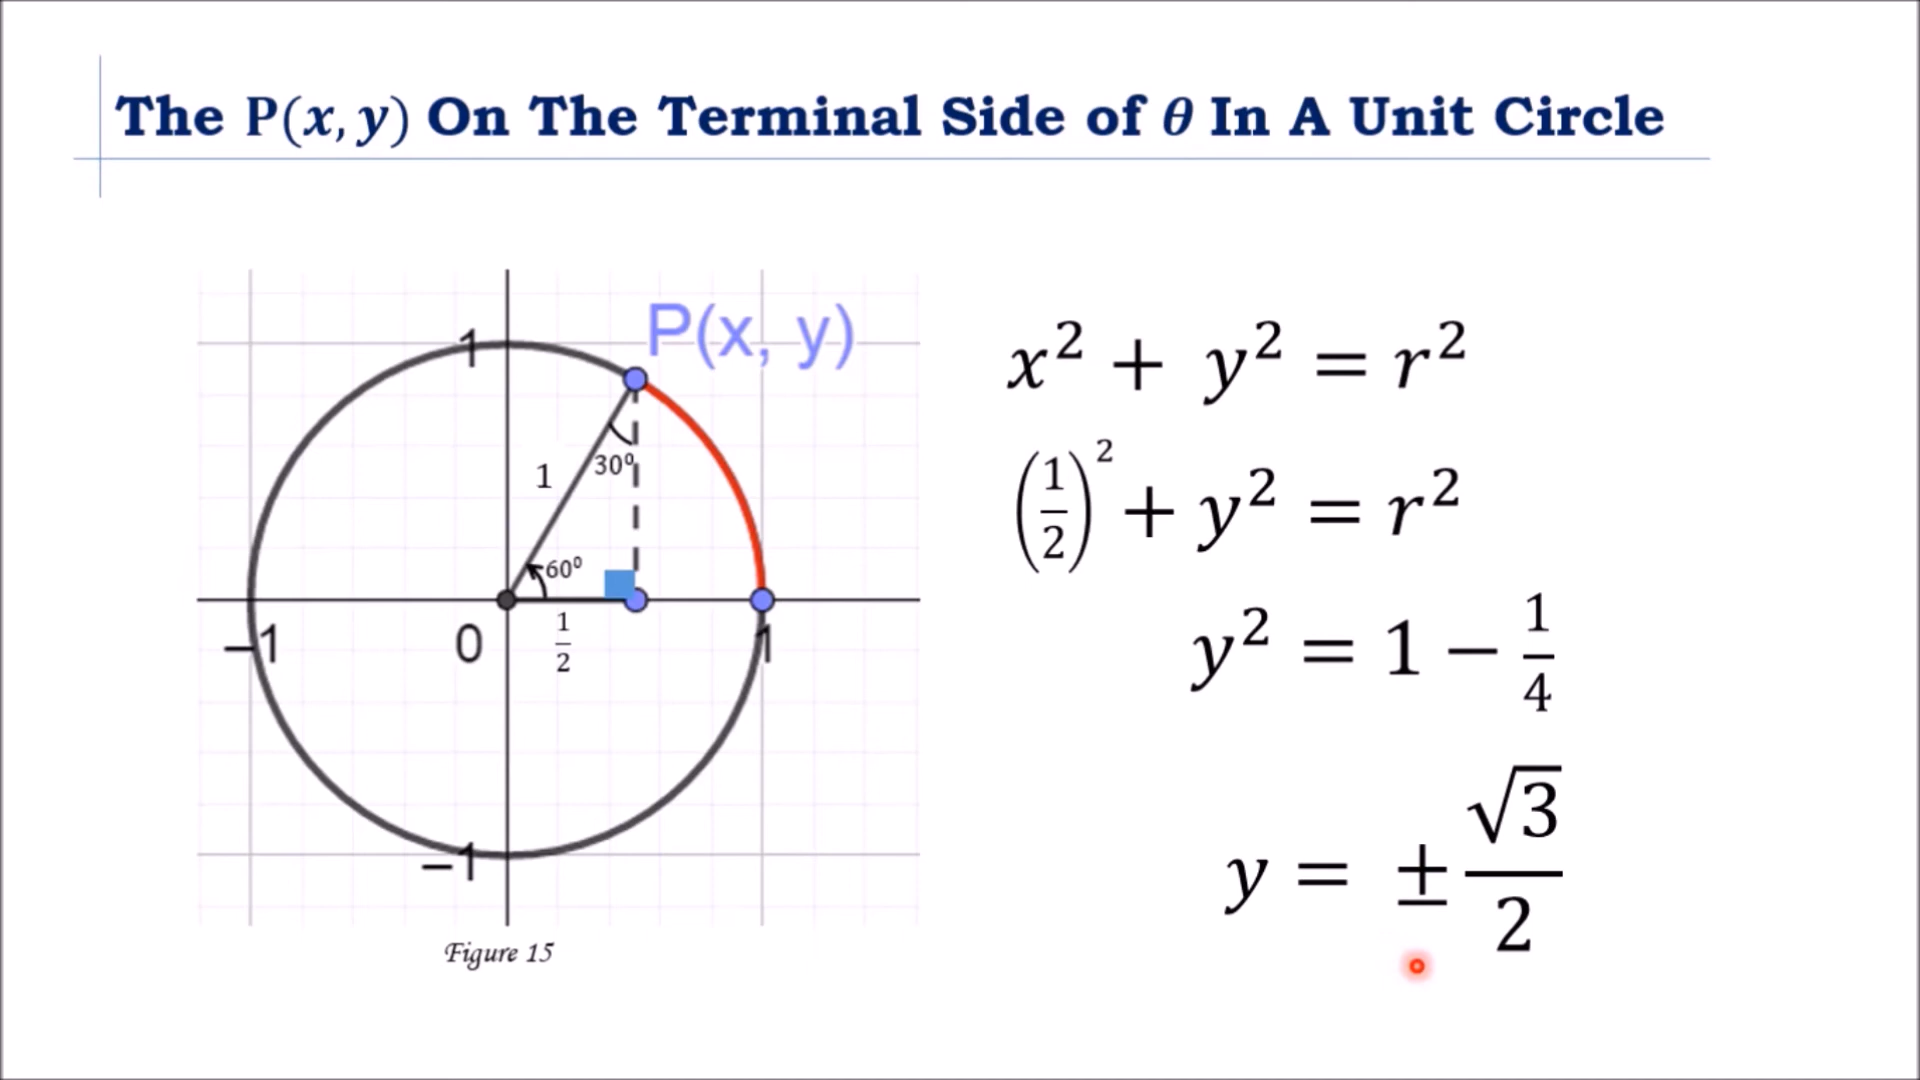 The P(x, y) On The Terminal Side of θ In A Unit Circle
P(x, y)
1
1
30⁰
60⁰
−1
0
1/2
1
−1
Figure 15
x² + y² = r²
(1/2)² + y² = r²
y² = 1 − 1/4
y = ± √3/2